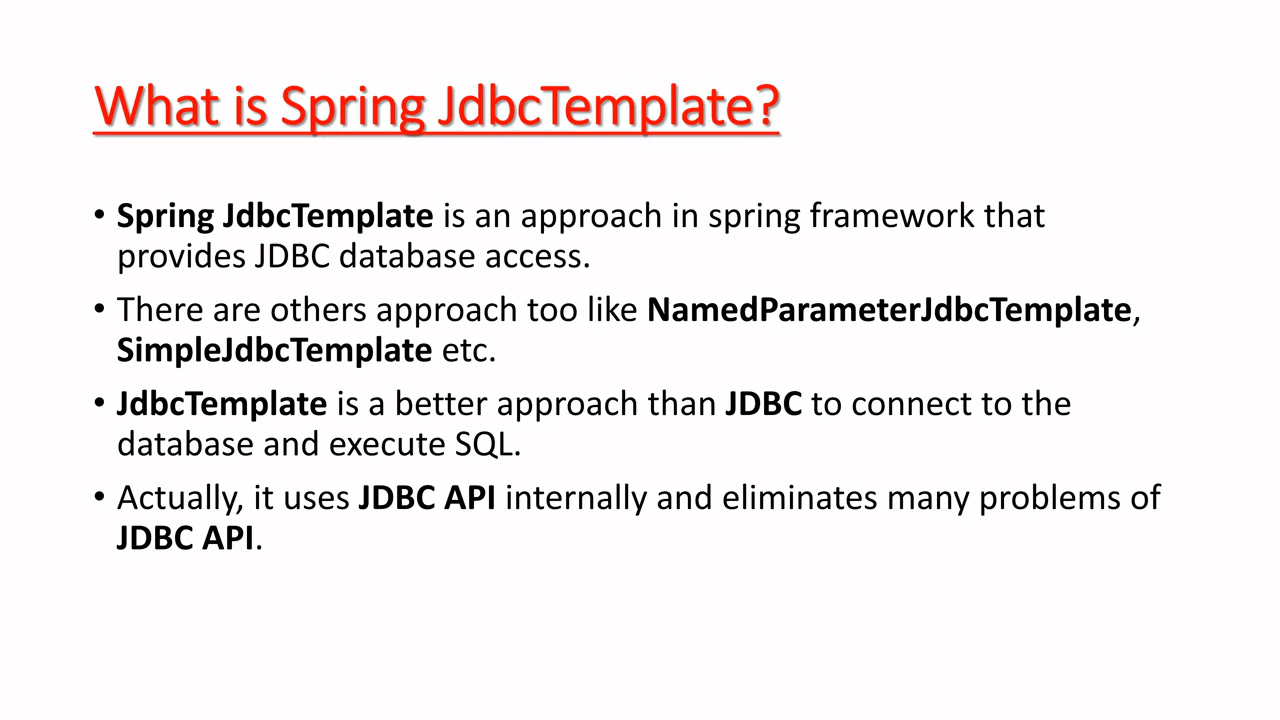 What is Spring JdbcTemplate?
• Spring JdbcTemplate is an approach in spring framework that
provides JDBC database access.
• There are others approach too like NamedParameterJdbcTemplate,
SimpleJdbcTemplate etc.
• JdbcTemplate is a better approach than JDBC to connect to the
database and execute SQL.
• Actually, it uses JDBC API internally and eliminates many problems of
JDBC API.